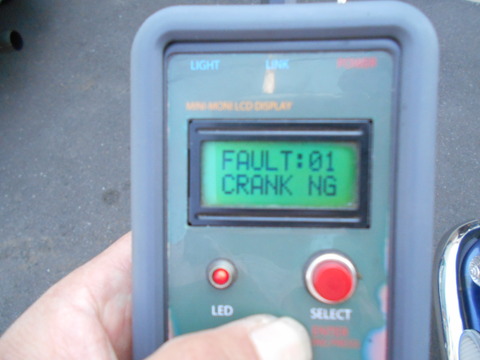 LIGHT LINK POWER
MINI-MONI LCD DISPLAY
FAULT:01
CRANK NG
LED SELECT